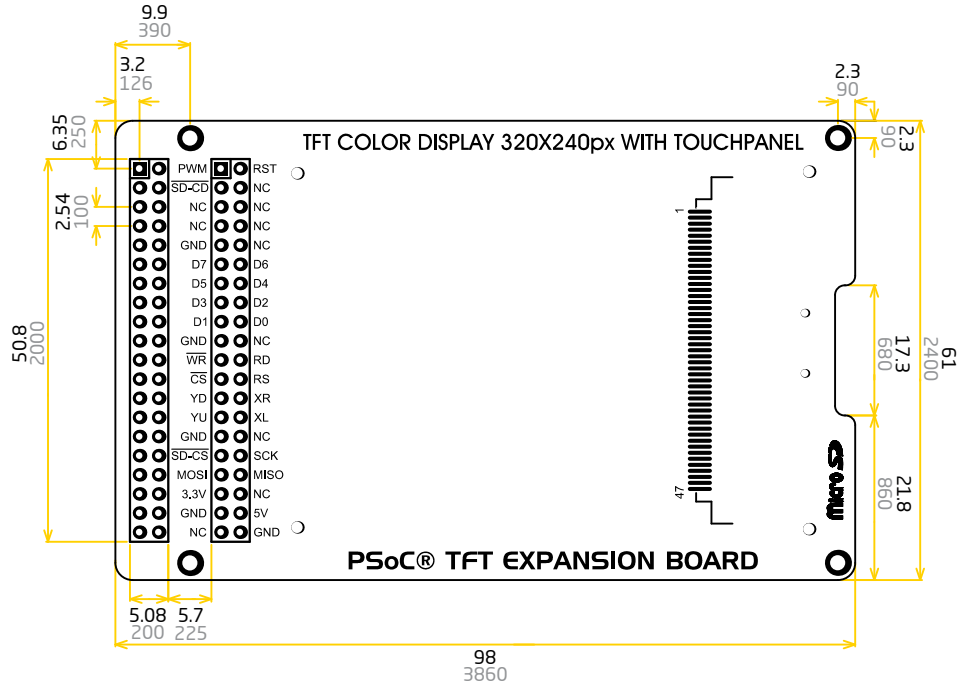 9.9
390
3.2
126
2.3
90
6.35
250
2.3
90
TFT COLOR DISPLAY 320X240px WITH TOUCHPANEL
PWM RST
SD-CD NC
NC NC
NC NC
GND NC
D7 D6
D5 D4
D3 D2
D1 D0
GND NC
WR RD
CS RS
YD XR
YU XL
GND NC
SD-CS SCK
MOSI MISO
3,3V NC
GND 5V
NC GND
2.54
100
50.8
2000
1
47
17.3
680
61
2400
21.8
860
micro SD
PSoC® TFT EXPANSION BOARD
5.08
200
5.7
225
98
3860